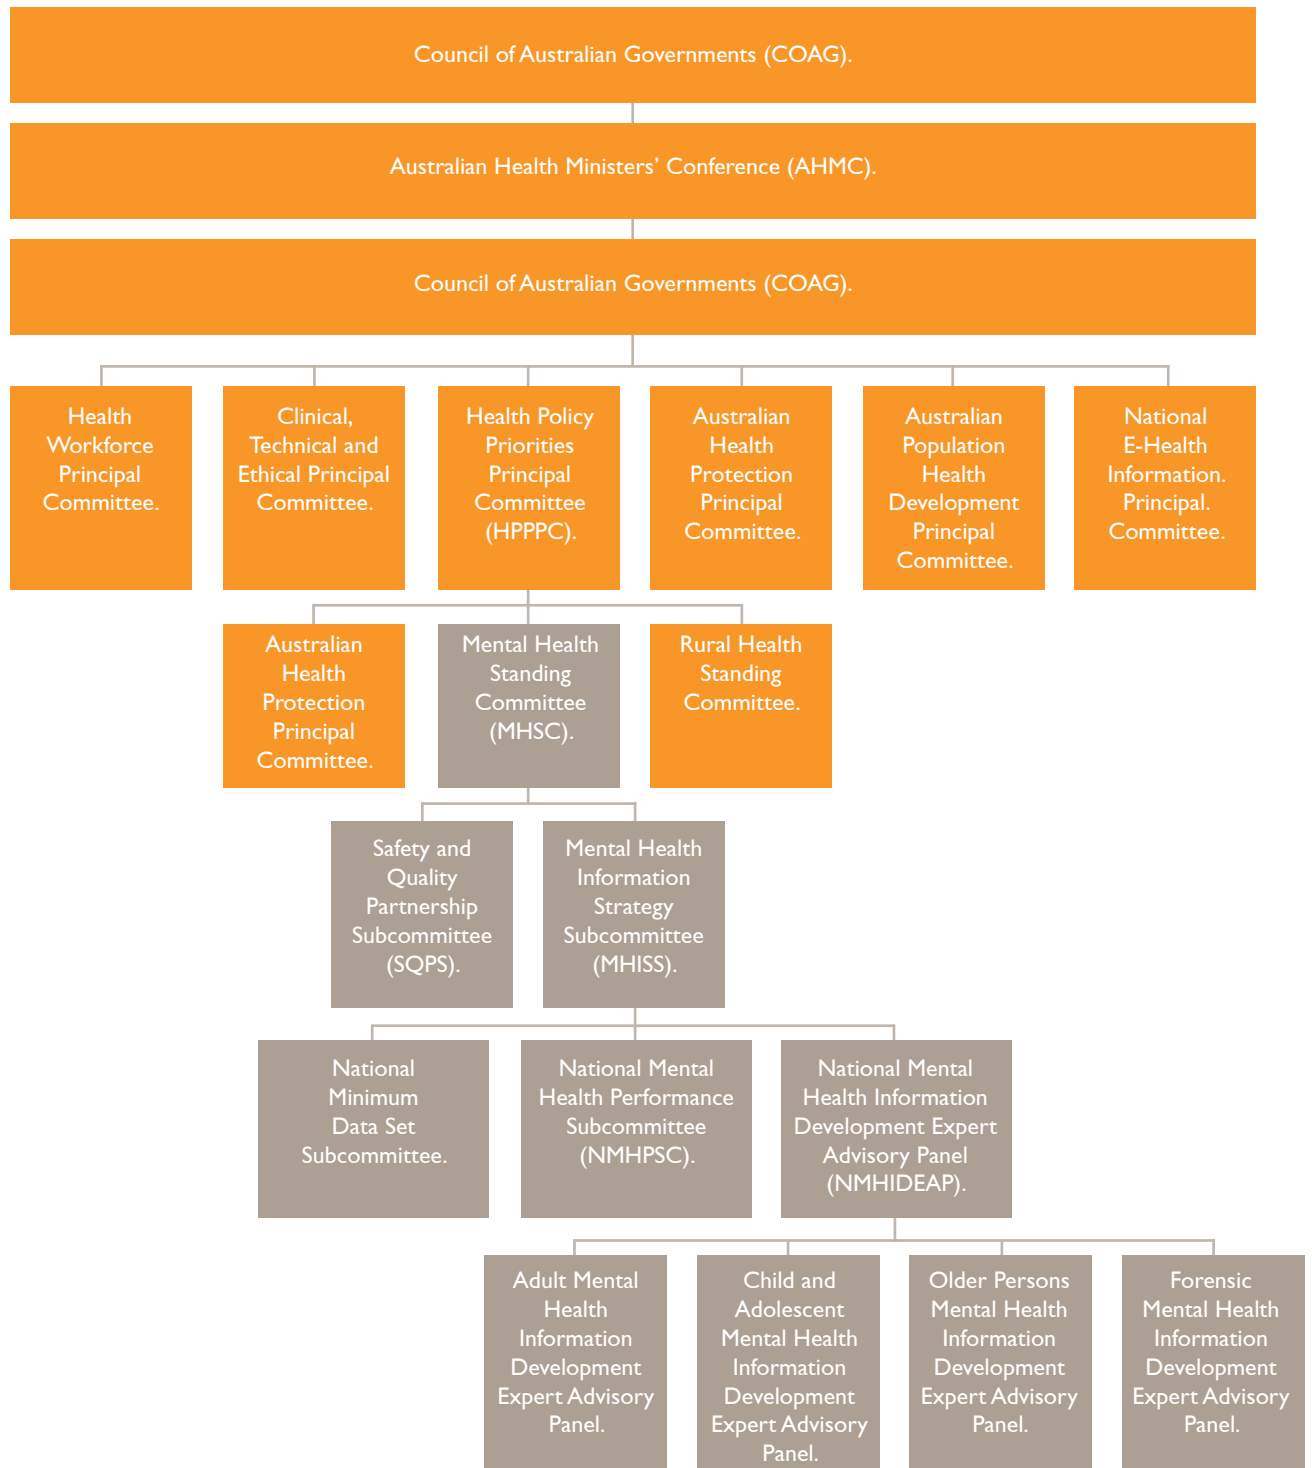 Council of Australian Governments (COAG).
Australian Health Ministers’ Conference (AHMC).
Council of Australian Governments (COAG).
Health
Workforce
Principal
Committee.
Clinical,
Technical and
Ethical Principal
Committee.
Health Policy
Priorities
Principal
Committee
(HPPPC).
Australian
Health
Protection
Principal
Committee.
Australian
Population
Health
Development
Principal
Committee.
National
E-Health
Information.
Principal.
Committee.
Australian
Health
Protection
Principal
Committee.
Mental Health
Standing
Committee
(MHSC).
Rural Health
Standing
Committee.
Safety and
Quality
Partnership
Subcommittee
(SQPS).
Mental Health
Information
Strategy
Subcommittee
(MHISS).
National
Minimum
Data Set
Subcommittee.
National Mental
Health Performance
Subcommittee
(NMHPSC).
National Mental
Health Information
Development Expert
Advisory Panel
(NMHIDEAP).
Adult Mental
Health
Information
Development
Expert Advisory
Panel.
Child and
Adolescent
Mental Health
Information
Development
Expert Advisory
Panel.
Older Persons
Mental Health
Information
Development
Expert Advisory
Panel.
Forensic
Mental Health
Information
Development
Expert Advisory
Panel.